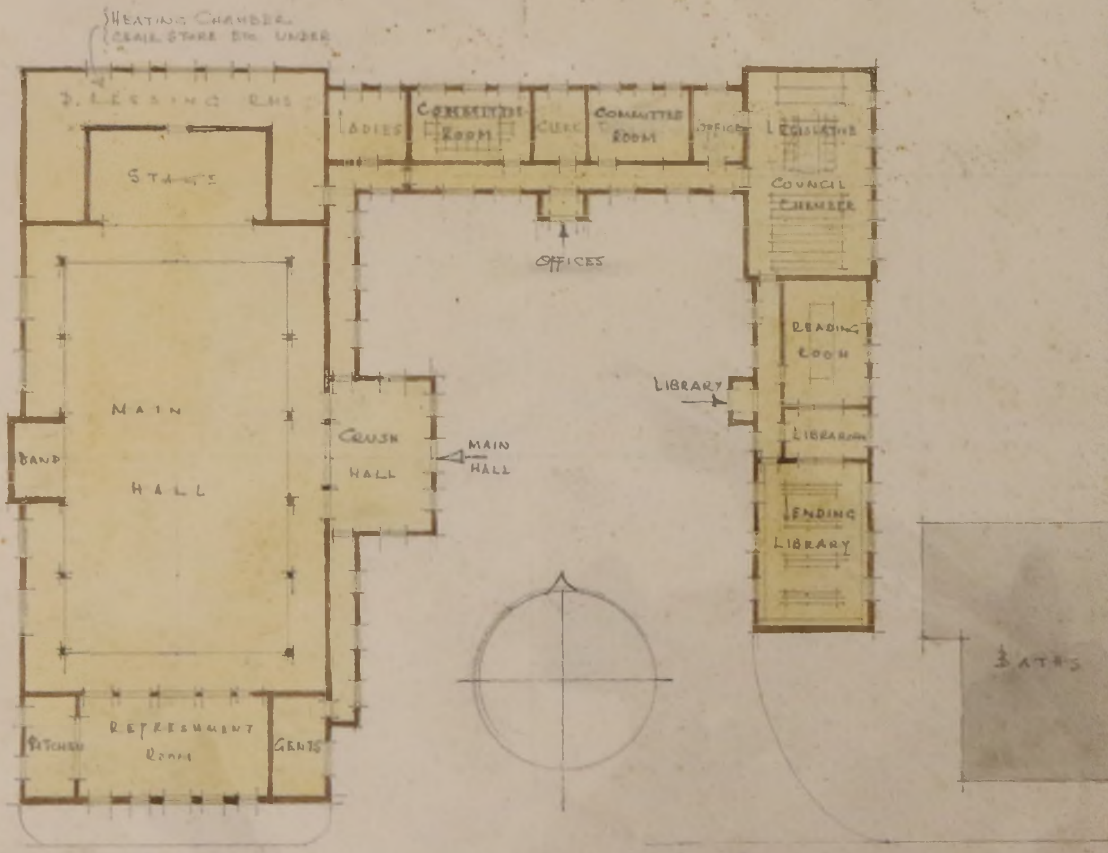 HEATING CHAMBER
CHAIR STORE ETC UNDER
DRESSING RMS
STAGE
LADIES
COMMITTEE
ROOM
CLERK
COMMITTEE
ROOM
OFFICE
LEGISLATIVE
COUNCIL
CHAMBER
OFFICES
READING
ROOM
LIBRARY
LIBRARIAN
LENDING
LIBRARY
MAIN
HALL
BAND
CRUSH
HALL
MAIN
HALL
KITCHEN
REFRESHMENT
ROOM
GENTS
BATHS